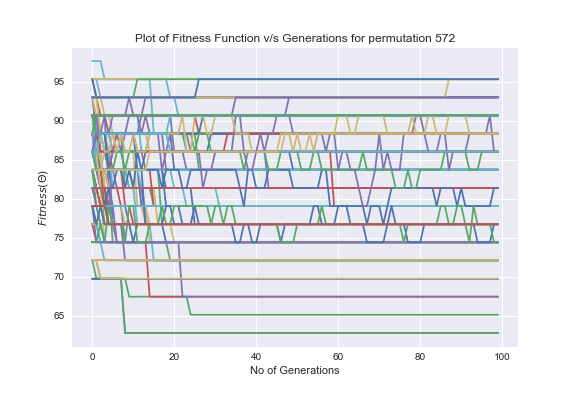 Plot of Fitness Function v/s Generations for permutation 572
Fitness(Θ)
95
90
85
80
75
70
65
0 20 40 60 80 100
No of Generations